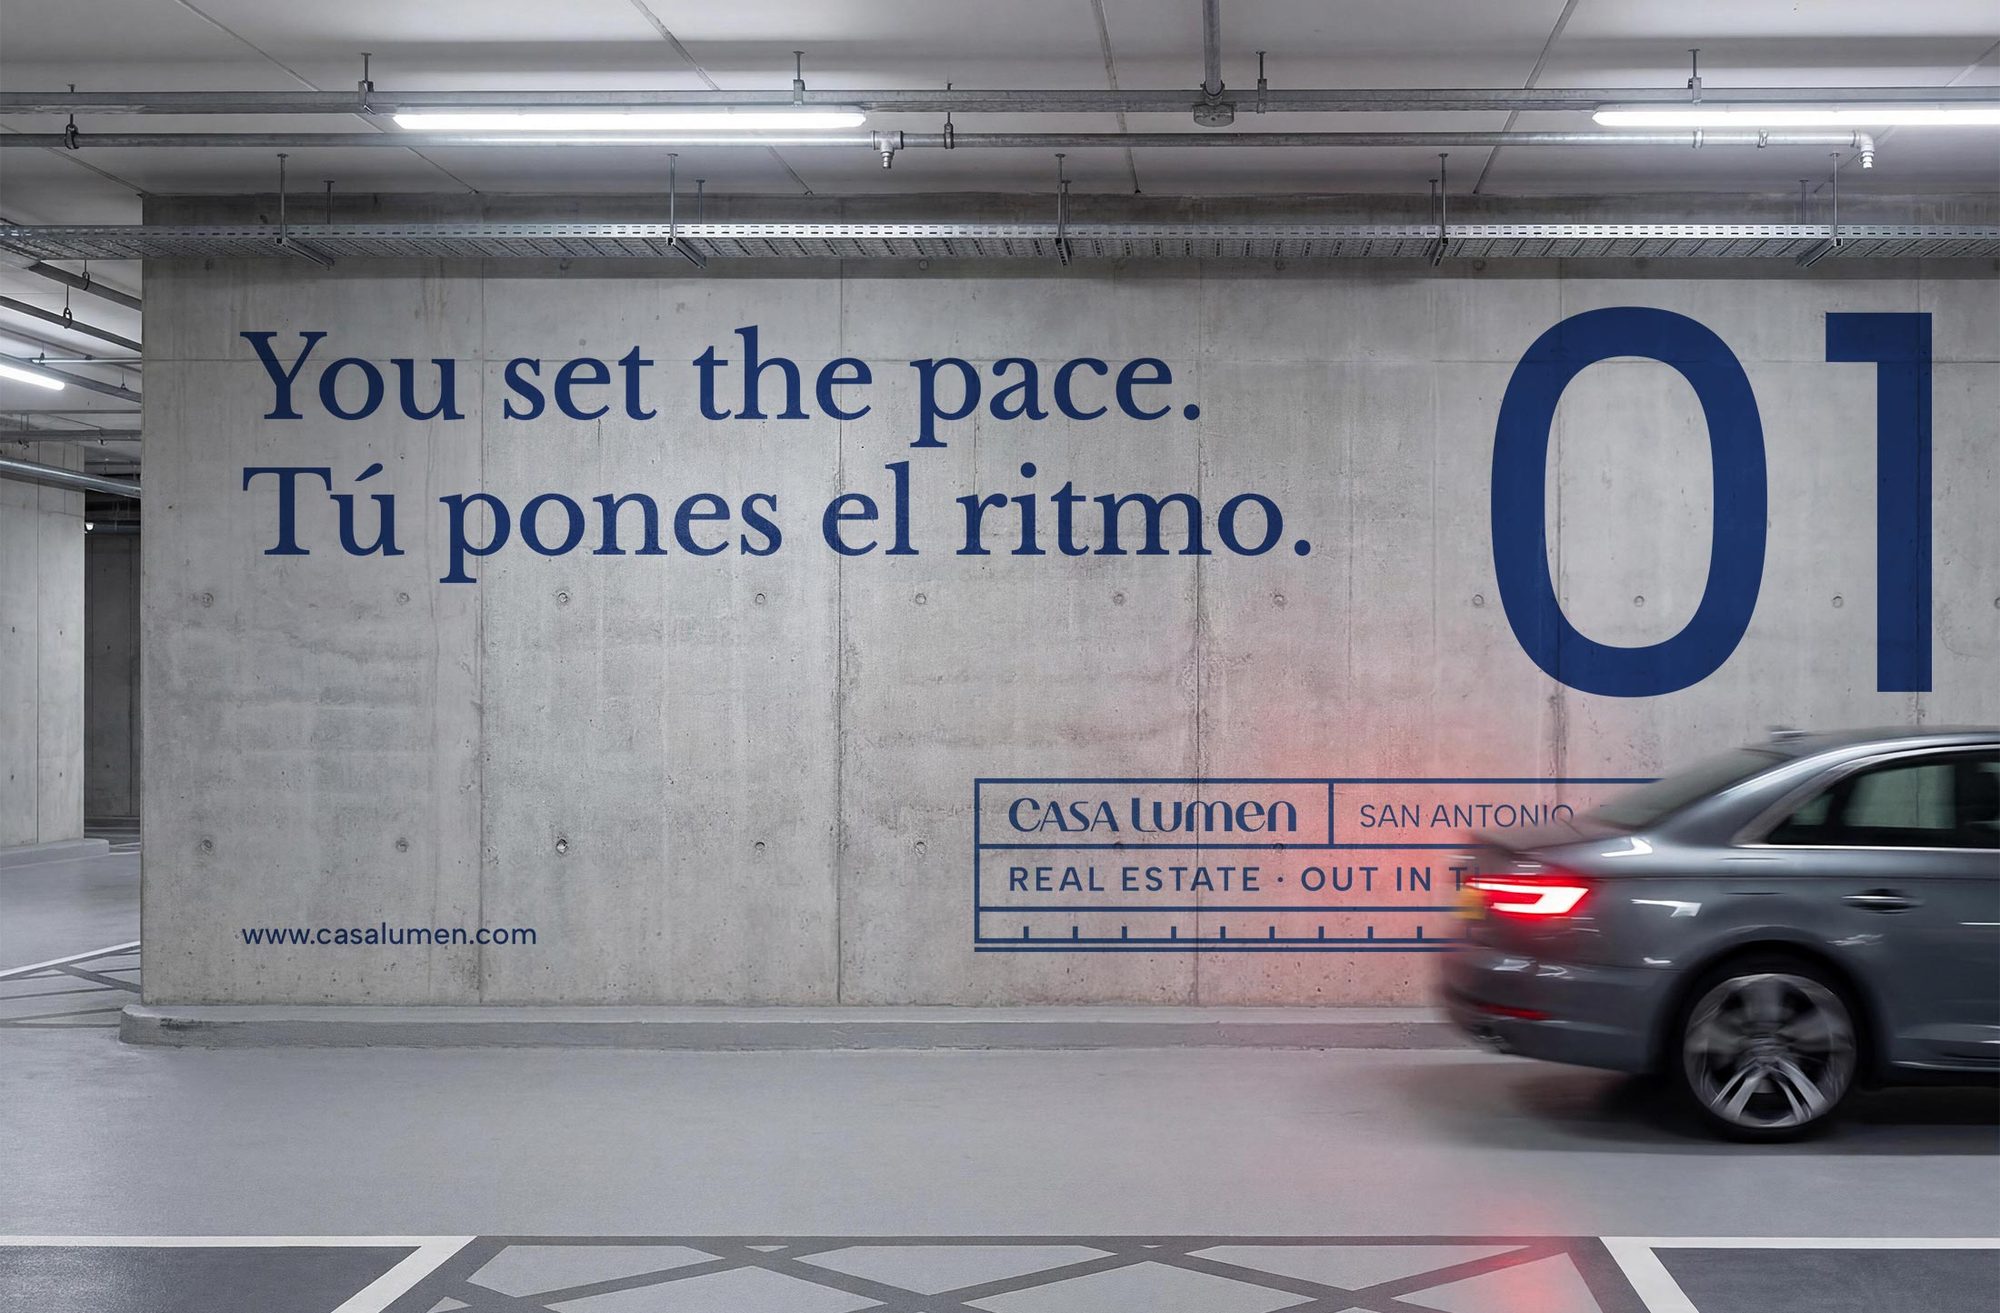 You set the pace.
Tú pones el ritmo.
01
CASA Lumen
SAN ANTONIO
REAL ESTATE · OUT IN
www.casalumen.com